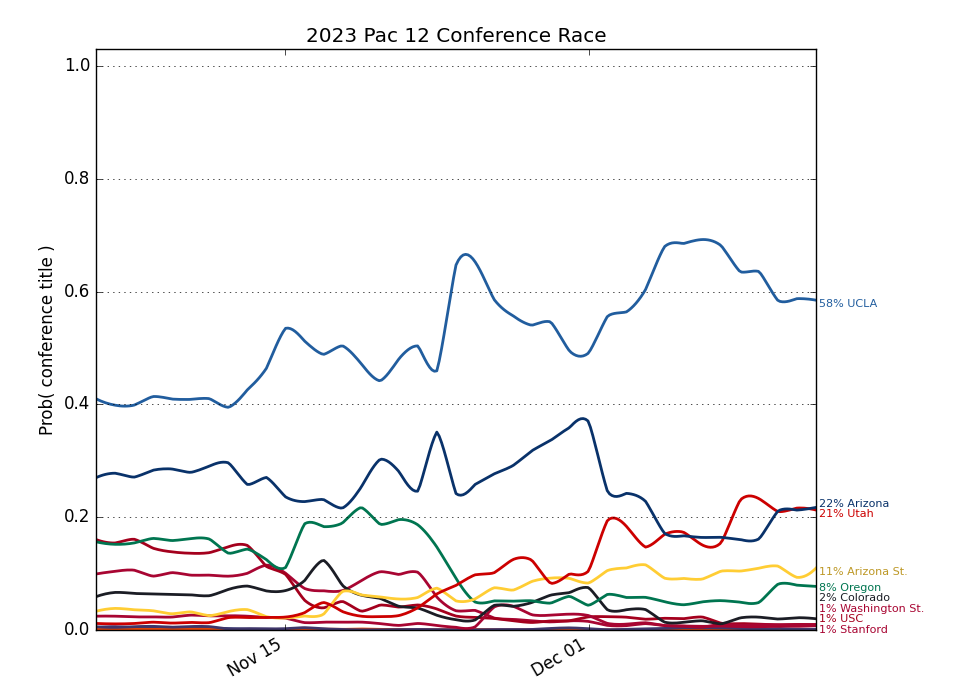 2023 Pac 12 Conference Race
Prob( conference title )
1.0
0.8
0.6
0.4
0.2
0.0
Nov 15
Dec 01
58% UCLA
22% Arizona
21% Utah
11% Arizona St.
8% Oregon
2% Colorado
1% Washington St.
1% USC
1% Stanford